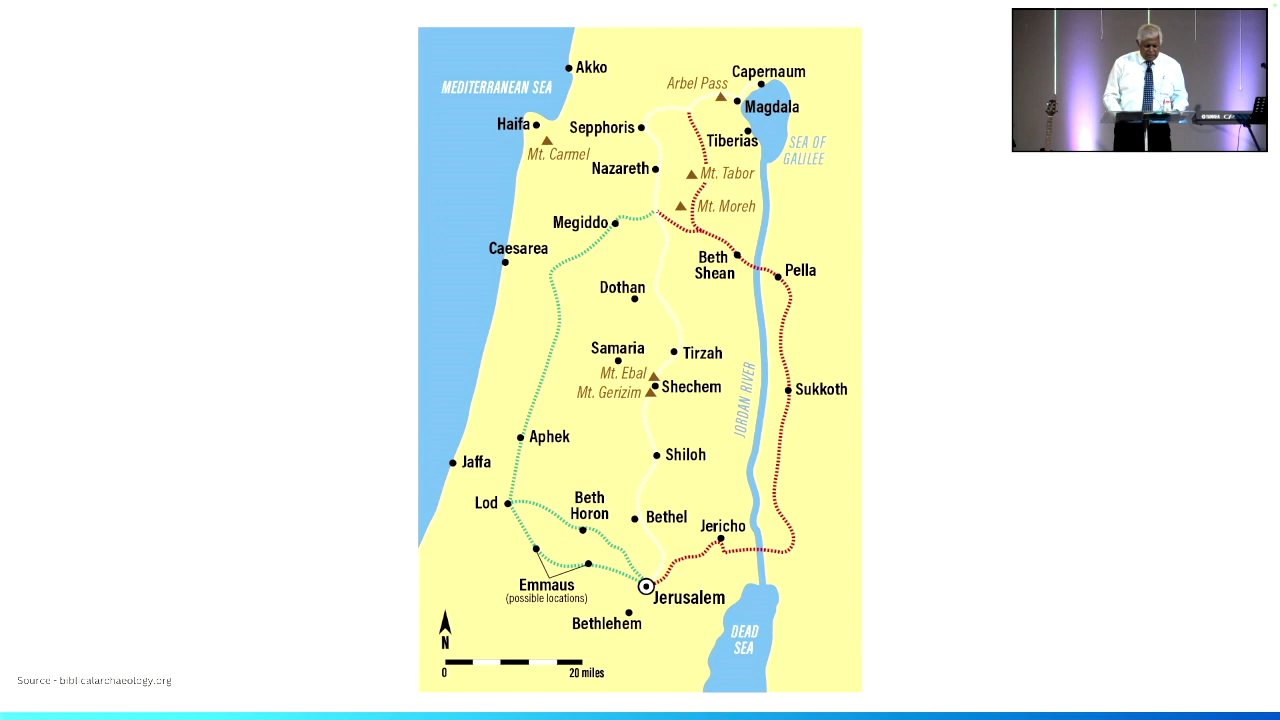 Akko
MEDITERRANEAN SEA
Capernaum
Arbel Pass
Magdala
Haifa
Sepphoris
Tiberias
SEA OF
GALILEE
Mt. Carmel
Nazareth
Mt. Tabor
Mt. Moreh
Megiddo
Caesarea
Beth
Shean
Pella
Dothan
Samaria
Tirzah
Mt. Ebal
Shechem
Mt. Gerizim
JORDAN RIVER
Sukkoth
Aphek
Jaffa
Shiloh
Lod
Beth
Horon
Bethel
Jericho
Emmaus
(possible locations)
Jerusalem
Bethlehem
DEAD
SEA
N
0 20 miles
Source - biblicalarchaeology.org
YAMAHA